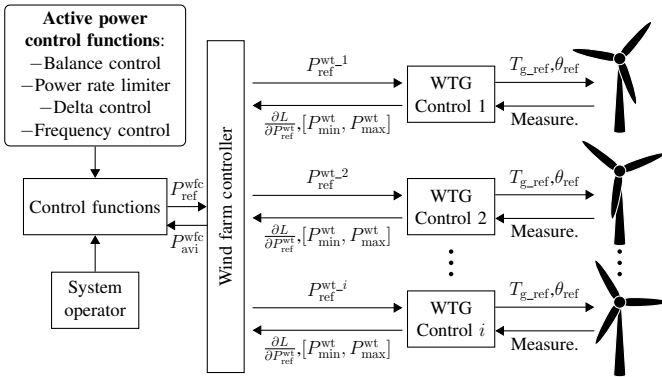 Active power
control functions:
−Balance control
−Power rate limiter
−Delta control
−Frequency control
Control functions
System
operator
P_ref^wfc
P_avi^wfc
Wind farm controller
P_ref^wt_1
∂L/∂P_ref^wt,[P_min^wt, P_max^wt]
WTG
Control 1
T_g_ref,θ_ref
Measure.
P_ref^wt_2
∂L/∂P_ref^wt,[P_min^wt, P_max^wt]
WTG
Control 2
T_g_ref,θ_ref
Measure.
P_ref^wt_i
∂L/∂P_ref^wt,[P_min^wt, P_max^wt]
WTG
Control i
T_g_ref,θ_ref
Measure.